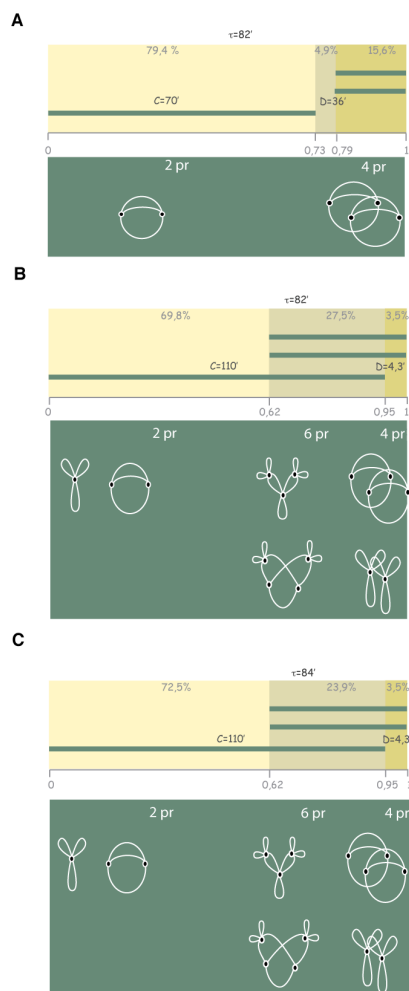 A
τ=82'
79,4 % 4,9% 15,6%
C=70' D=36'
0 0,73 0,79 1
2 pr 4 pr
B
τ=82'
69,8% 27,5% 3,5%
C=110' D=4,3'
0 0,62 0,95 1
2 pr 6 pr 4 pr
C
τ=84'
72,5% 23,9% 3,5%
C=110' D=4,3
0 0,62 0,95 1
2 pr 6 pr 4 pr